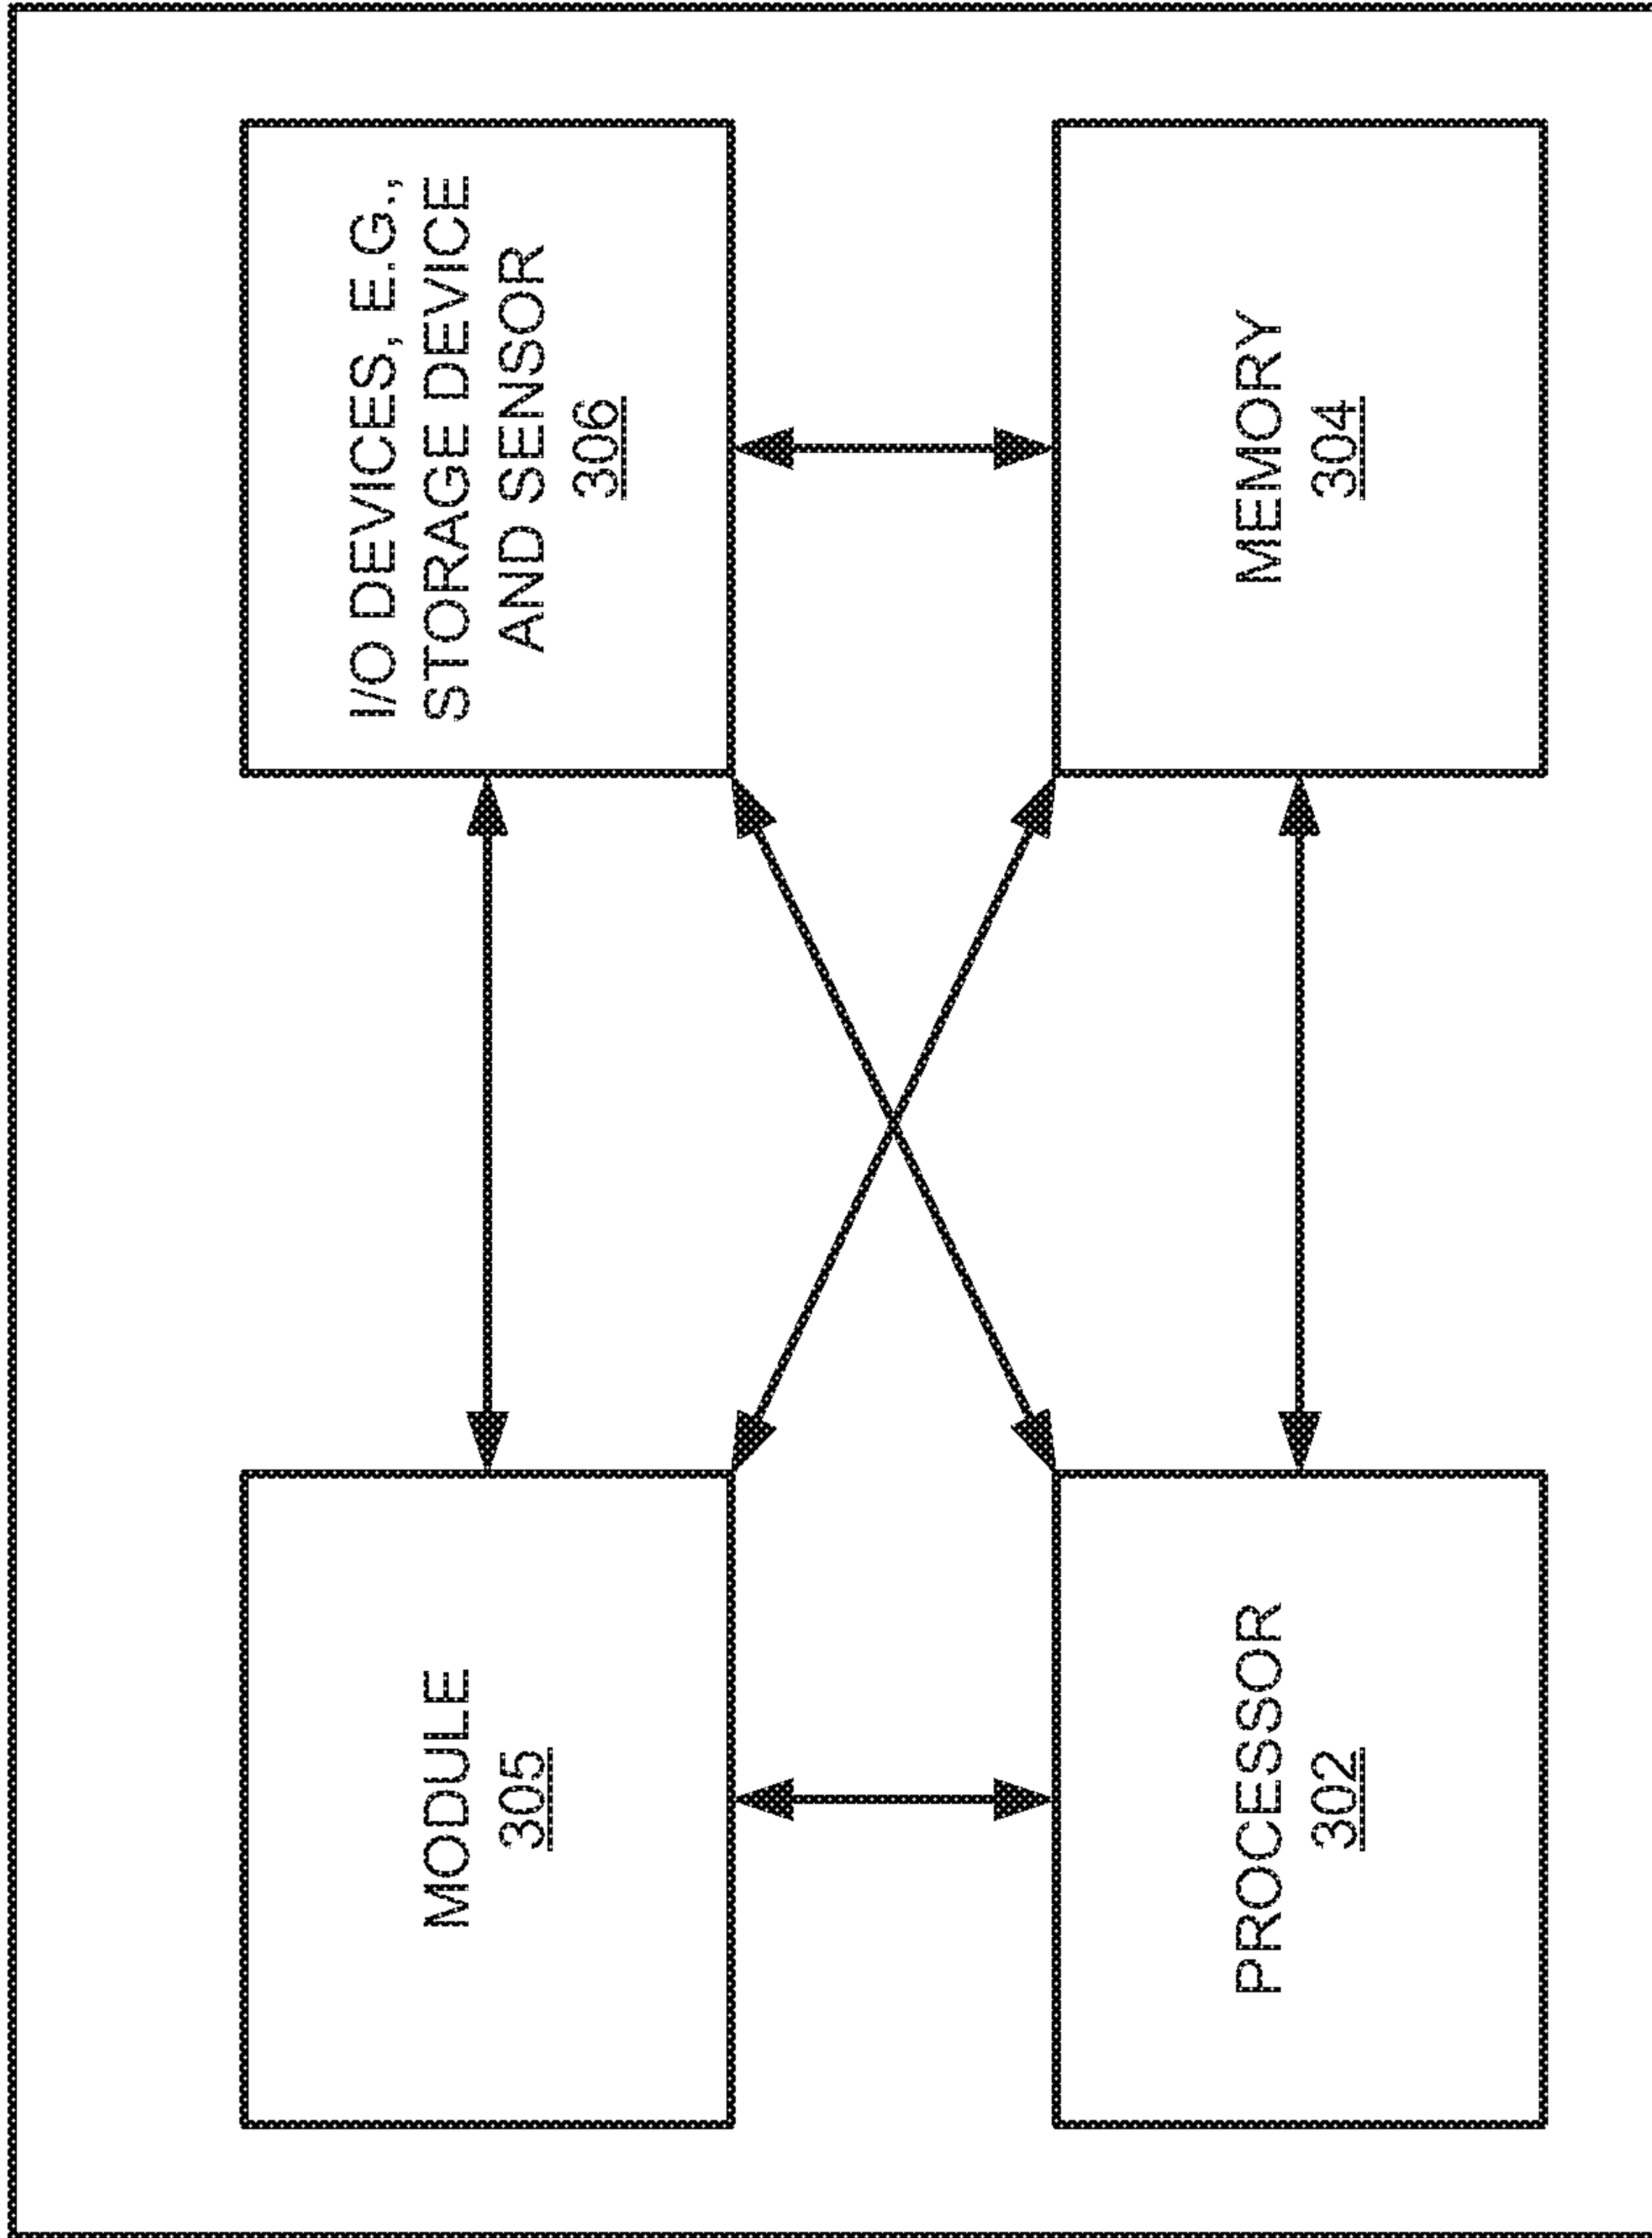 MODULE
305
I/O DEVICES, E.G.,
STORAGE DEVICE
AND SENSOR
306
PROCESSOR
302
MEMORY
304